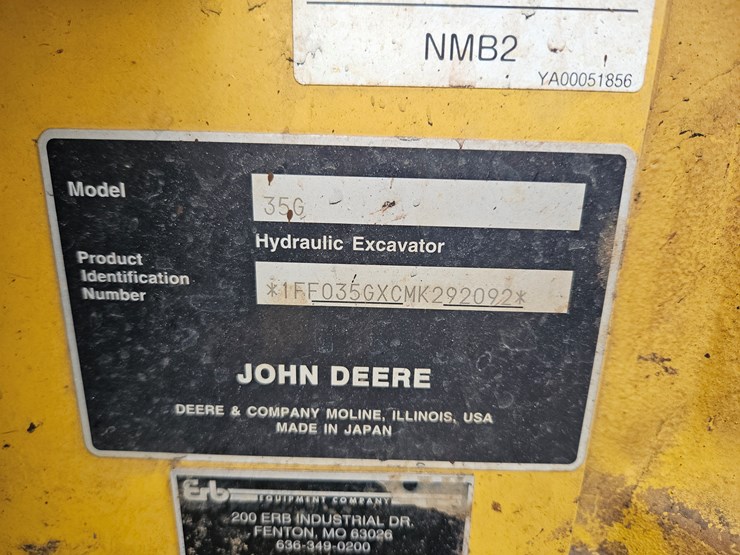 NMB2
YA00051856
Model
35G
Hydraulic Excavator
Product
Identification
Number
*1FF035GXCMK292092*
JOHN DEERE
DEERE & COMPANY MOLINE, ILLINOIS, USA
MADE IN JAPAN
Erb
EQUIPMENT COMPANY
200 ERB INDUSTRIAL DR.
FENTON, MO 63026
636-349-0200